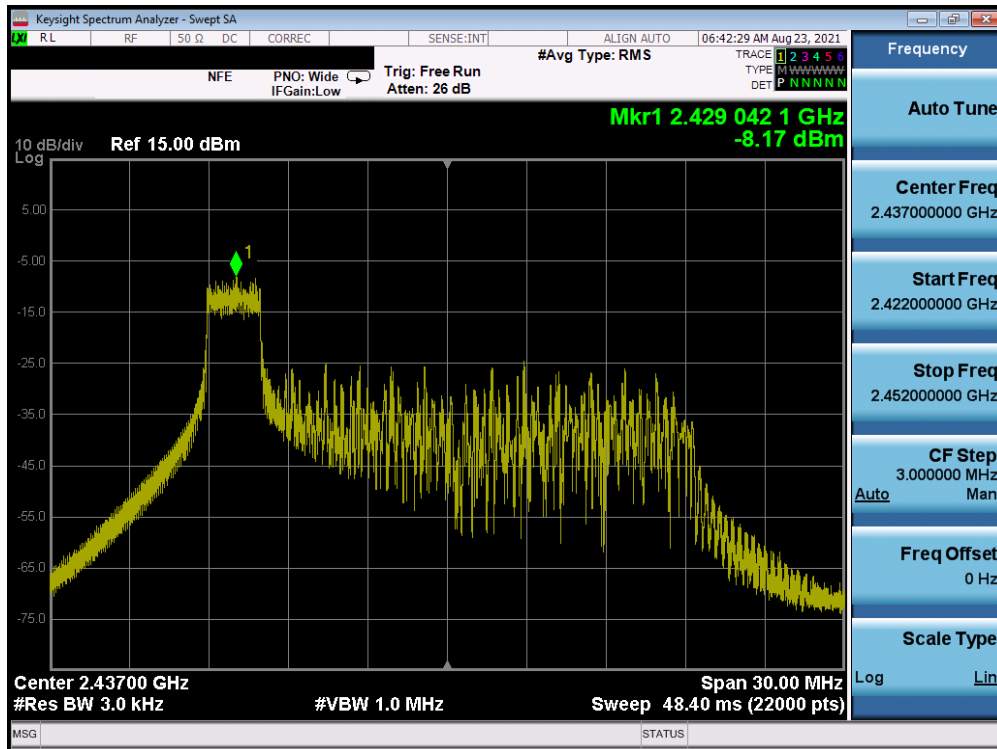 Keysight Spectrum Analyzer - Swept SA
LXI RL RF 50 Ω DC CORREC SENSE:INT ALIGN AUTO 06:42:29 AM Aug 23, 2021
Frequency
#Avg Type: RMS TRACE 1 2 3 4 5 6
NFE PNO: Wide Trig: Free Run TYPE M W W W W W
IFGain:Low Atten: 26 dB DET P N N N N N
Auto Tune
Mkr1 2.429 042 1 GHz
-8.17 dBm
10 dB/div Ref 15.00 dBm
Log
5.00
-5.00
-15.0
-25.0
-35.0
-45.0
-55.0
-65.0
-75.0
1
Center Freq
2.437000000 GHz
Start Freq
2.422000000 GHz
Stop Freq
2.452000000 GHz
CF Step
3.000000 MHz
Auto Man
Freq Offset
0 Hz
Scale Type
Log Lin
Center 2.43700 GHz Span 30.00 MHz
#Res BW 3.0 kHz #VBW 1.0 MHz Sweep 48.40 ms (22000 pts)
MSG STATUS